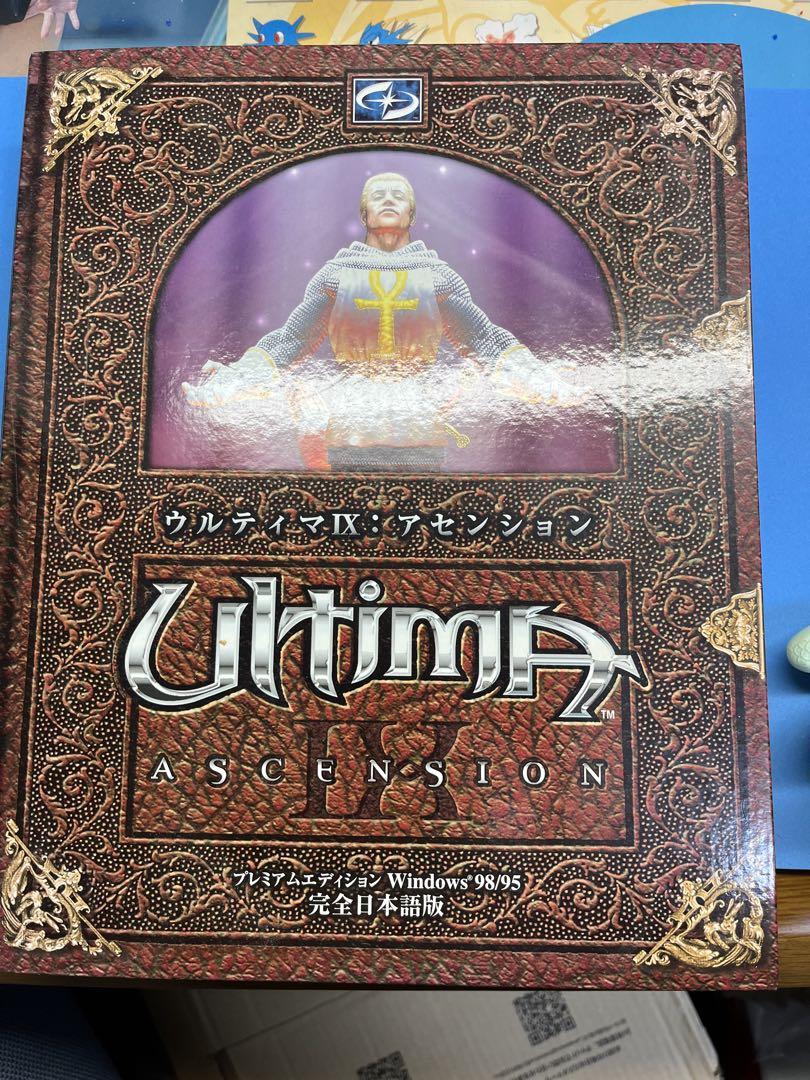 ウルティマIX:アセンション
Ultima™
IX
ASCENSION
プレミアムエディション Windows®98/95
完全日本語版